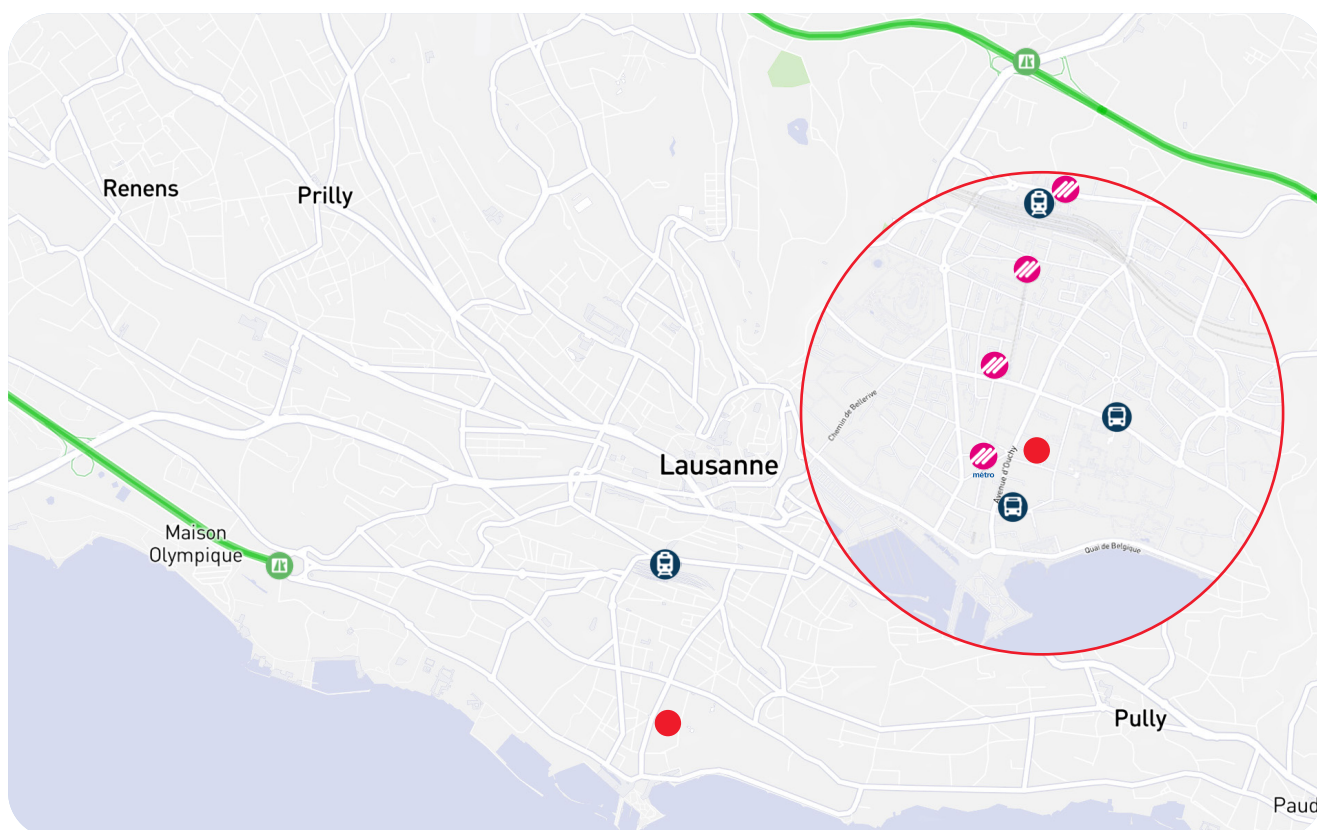 Renens
Prilly
Chemin de Bellerive
Lausanne
métro
Avenue d'Ouchy
Maison
Olympique
Quai de Belgique
Pully
Paud